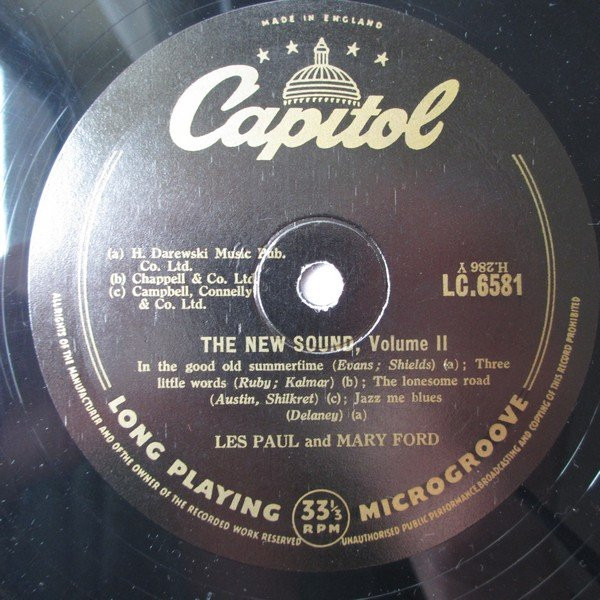 MADE IN ENGLAND
Capitol
(a) H. Darewski Music Pub.
Co. Ltd.
(b) Chappell & Co. Ltd
(c) Campbell, Connelly
& Co. Ltd.
H.286 Y
LC.6581
THE NEW SOUND, Volume II
In the good old summertime (Evans; Shields) (a); Three
little words (Ruby; Kalmar) (b); The lonesome road
(Austin, Shilkret) (c); Jazz me blues
(Delaney) (a)
LES PAUL and MARY FORD
LONG PLAYING
33⅓
RPM
MICROGROOVE
ALL RIGHTS OF THE MANUFACTURER AND OF THE OWNER OF THE RECORDED WORK RESERVED
UNAUTHORISED PUBLIC PERFORMANCE, BROADCASTING AND COPYING OF THIS RECORD PROHIBITED